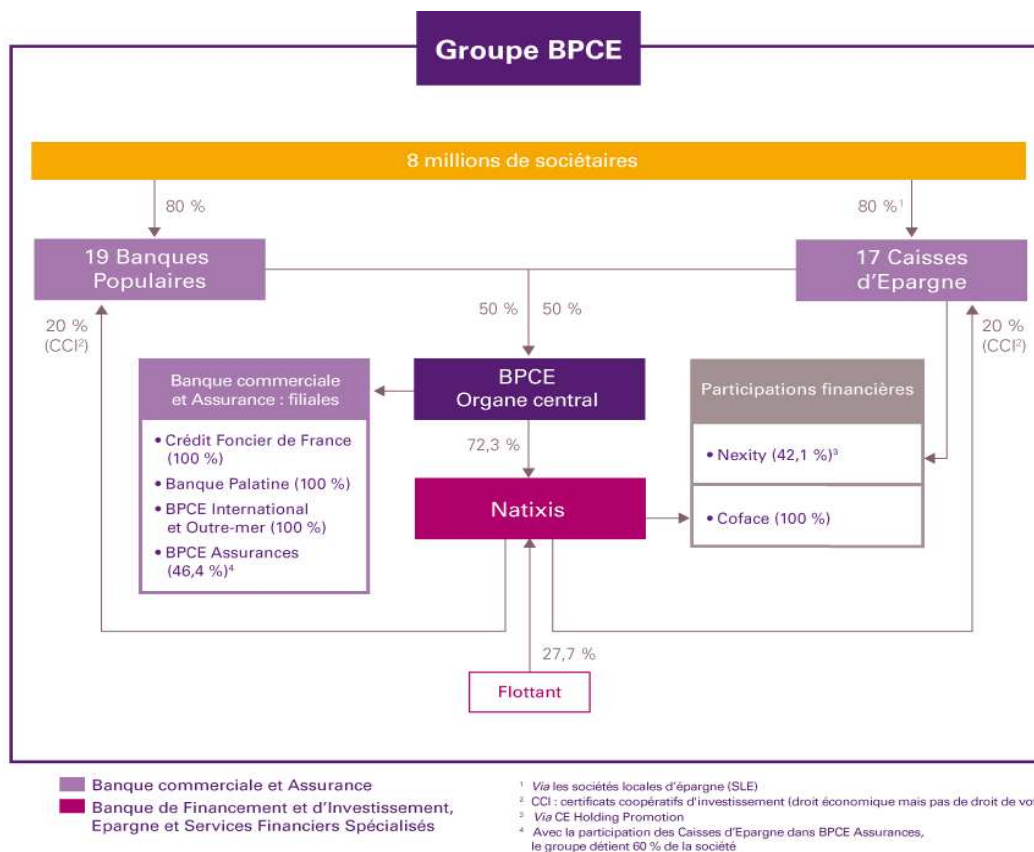 Groupe BPCE
8 millions de sociétaires
80 %
80 %¹
19 Banques
Populaires
17 Caisses
d'Epargne
50 %
50 %
20 %
(CCI²)
20 %
(CCI²)
Banque commerciale
et Assurance : filiales
• Crédit Foncier de France
(100 %)
• Banque Palatine (100 %)
• BPCE International
et Outre-mer (100 %)
• BPCE Assurances
(46,4 %)⁴
BPCE
Organe central
72,3 %
Natixis
Participations financières
• Nexity (42,1 %)³
• Coface (100 %)
27,7 %
Flottant
Banque commerciale et Assurance
Banque de Financement et d'Investissement,
Epargne et Services Financiers Spécialisés
¹ Via les sociétés locales d'épargne (SLE)
² CCI : certificats coopératifs d'investissement (droit économique mais pas de droit de
³ Via CE Holding Promotion
⁴ Avec la participation des Caisses d'Epargne dans BPCE Assurances,
le groupe détient 60 % de la société